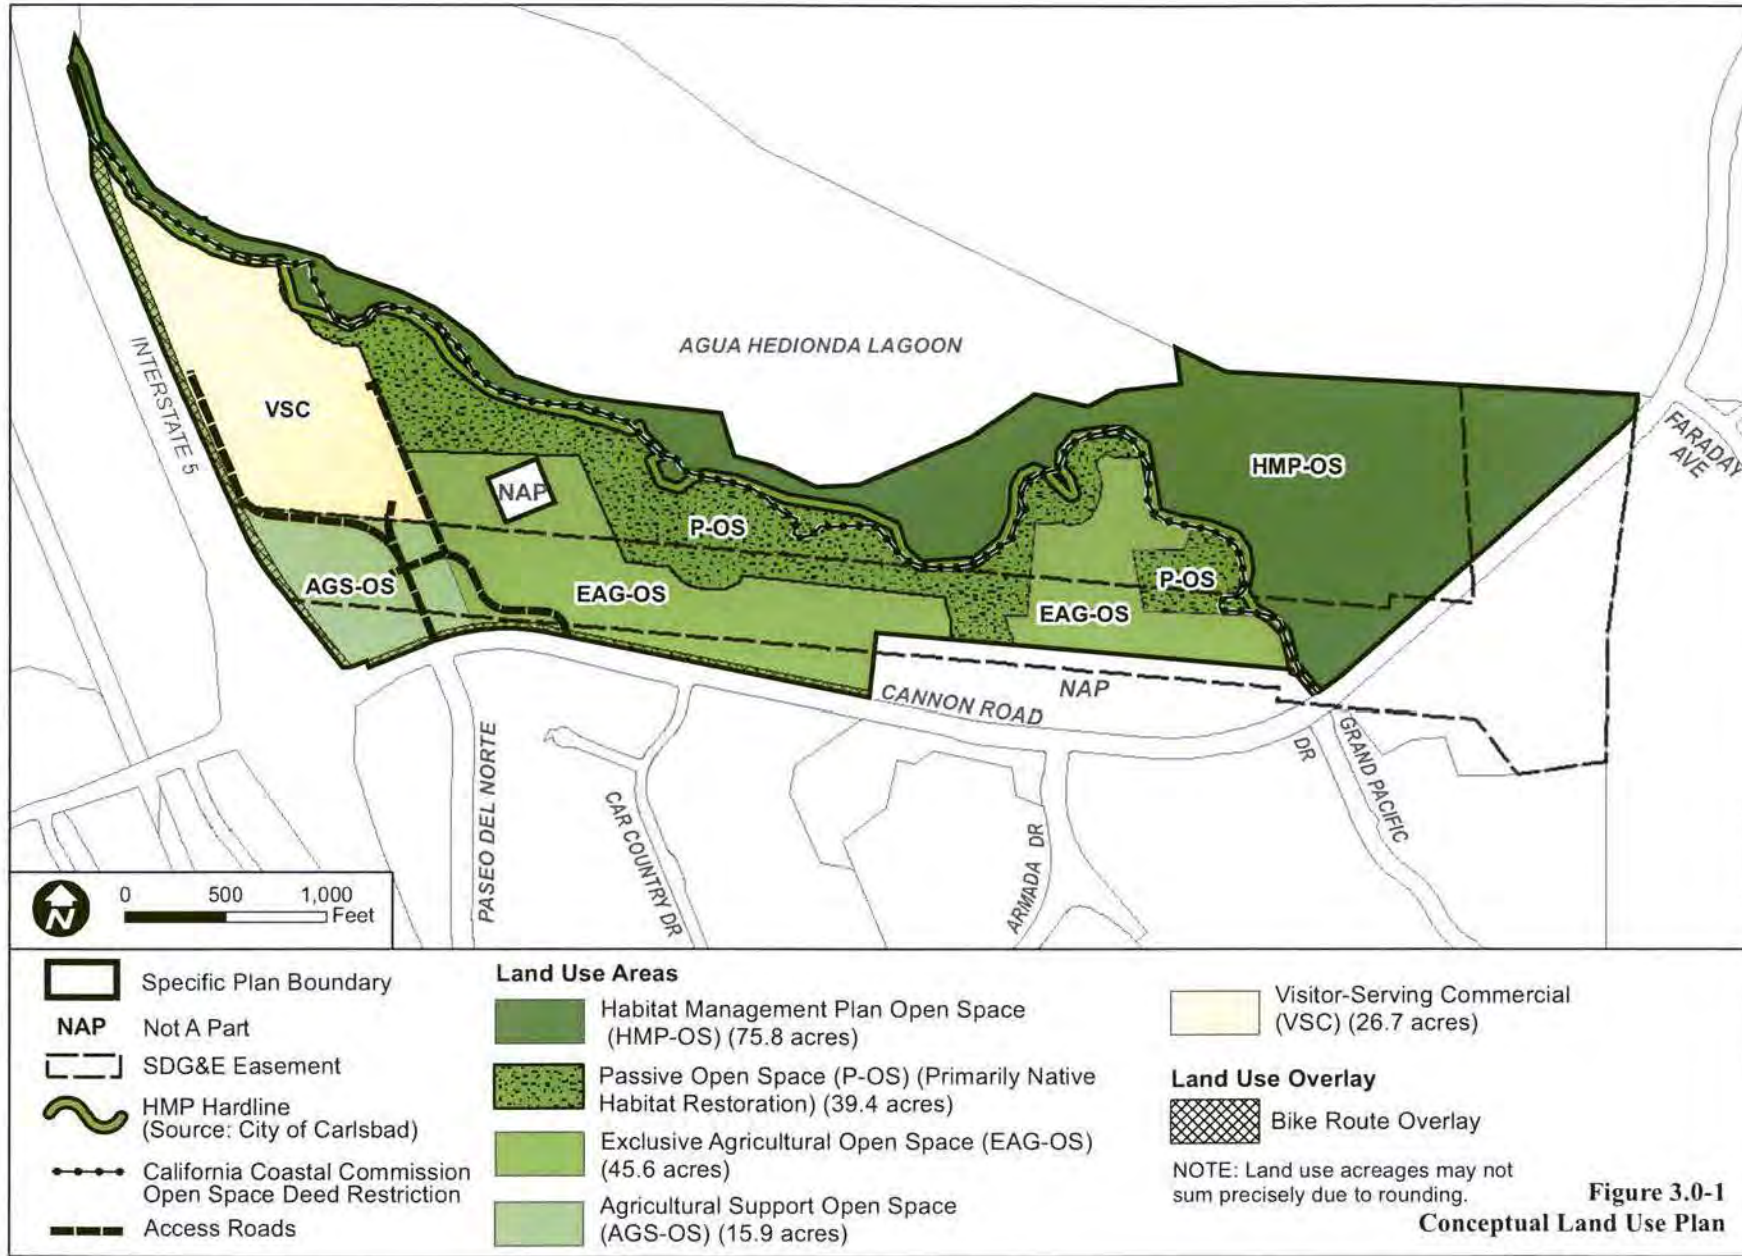 AGUA HEDIONDA LAGOON
INTERSTATE 5
VSC
HMP-OS
FARADAY
AVE
NAP
P-OS
P-OS
AGS-OS
EAG-OS
EAG-OS
NAP
CANNON ROAD
PASEO DEL NORTE
CAR COUNTRY DR
ARMADA DR
DR
GRAND PACIFIC
N
0 500 1,000
Feet
Specific Plan Boundary
NAP Not A Part
SDG&E Easement
HMP Hardline
(Source: City of Carlsbad)
California Coastal Commission
Open Space Deed Restriction
Access Roads
Land Use Areas
Habitat Management Plan Open Space
(HMP-OS) (75.8 acres)
Passive Open Space (P-OS) (Primarily Native
Habitat Restoration) (39.4 acres)
Exclusive Agricultural Open Space (EAG-OS)
(45.6 acres)
Agricultural Support Open Space
(AGS-OS) (15.9 acres)
Visitor-Serving Commercial
(VSC) (26.7 acres)
Land Use Overlay
Bike Route Overlay
NOTE: Land use acreages may not
sum precisely due to rounding.
Figure 3.0-1
Conceptual Land Use Plan